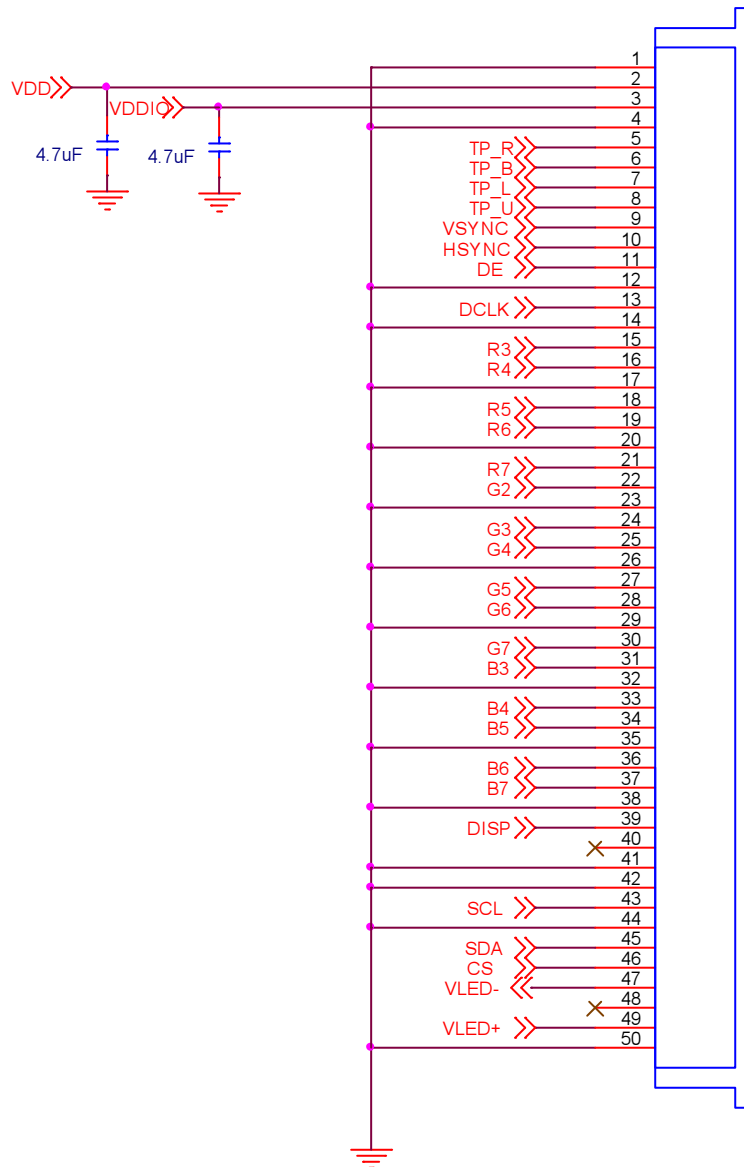 1
VDD 2
VDDIO 3
4
4.7uF 4.7uF
TP_R 5
TP_B 6
TP_L 7
TP_U 8
VSYNC 9
HSYNC 10
DE 11
12
DCLK 13
14
R3 15
R4 16
17
R5 18
R6 19
20
R7 21
G2 22
23
G3 24
G4 25
26
G5 27
G6 28
29
G7 30
B3 31
32
B4 33
B5 34
35
B6 36
B7 37
38
DISP 39
40
41
42
SCL 43
44
SDA 45
CS 46
VLED- 47
48
VLED+ 49
50